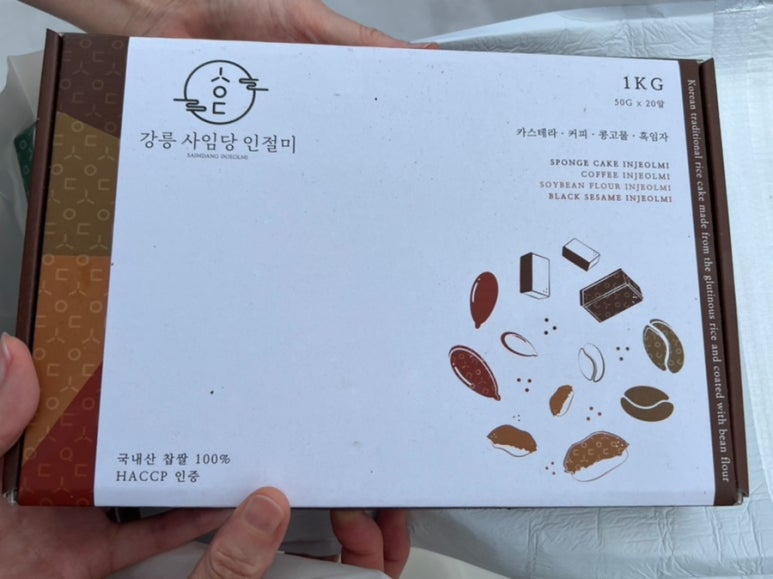 강릉 사임당 인절미
SAIMDANG INJEOLMI
1KG
50G x 20알
카스테라 · 커피 · 콩고물 · 흑임자
SPONGE CAKE INJEOLMI
COFFEE INJEOLMI
SOYBEAN FLOUR INJEOLMI
BLACK SESAME INJEOLMI
Korean traditional rice cake made from the glutinous rice and coated with bean flour
국내산 찹쌀 100%
HACCP 인증